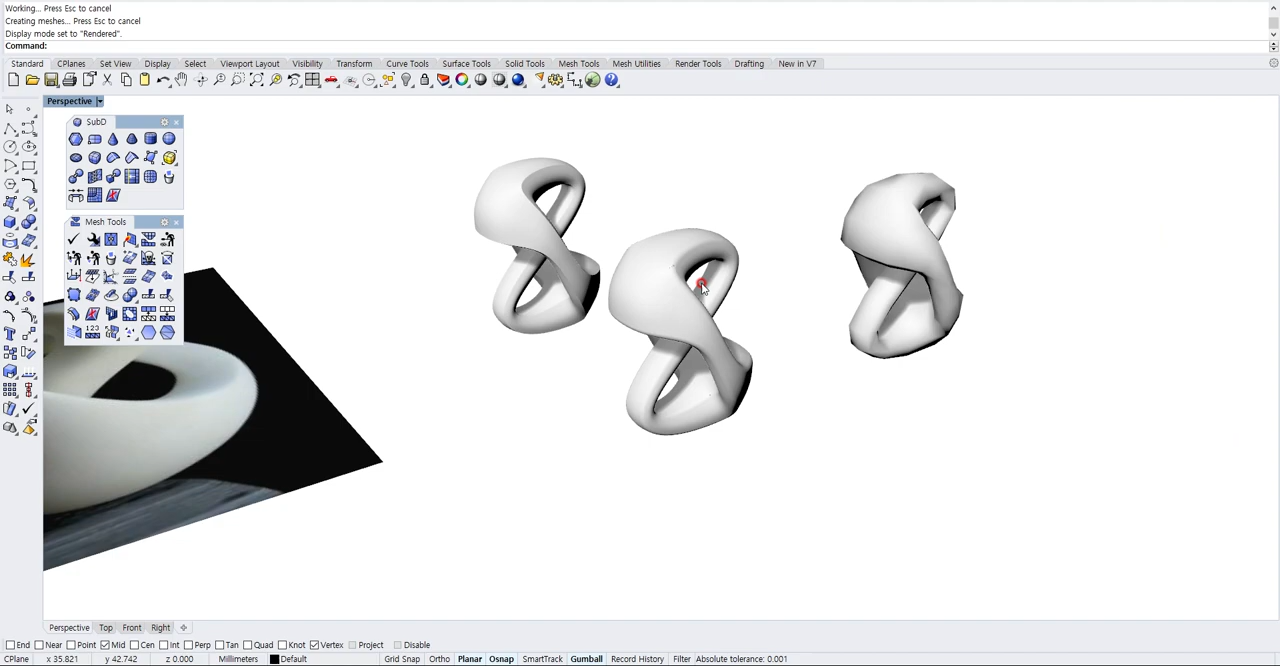 Working... Press Esc to cancel
Creating meshes... Press Esc to cancel
Display mode set to "Rendered".
Command:
Standard CPlanes Set View Display Select Viewport Layout Visibility Transform Curve Tools Surface Tools Solid Tools Mesh Tools Mesh Utilities Render Tools Drafting New in V7
Perspective
SubD
Mesh Tools
123
Perspective Top Front Right
End Near Point Mid Cen Int Perp Tan Quad Knot Vertex Project Disable
CPlane x 35.821 y 42.742 z 0.000 Millimeters Default Grid Snap Ortho Planar Osnap SmartTrack Gumball Record History Filter Absolute tolerance: 0.001